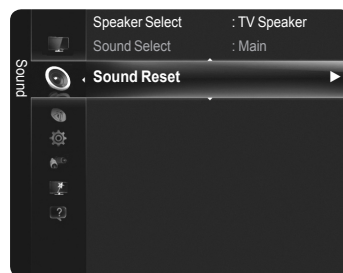 Sound
Speaker Select : TV Speaker
Sound Select : Main
Sound Reset